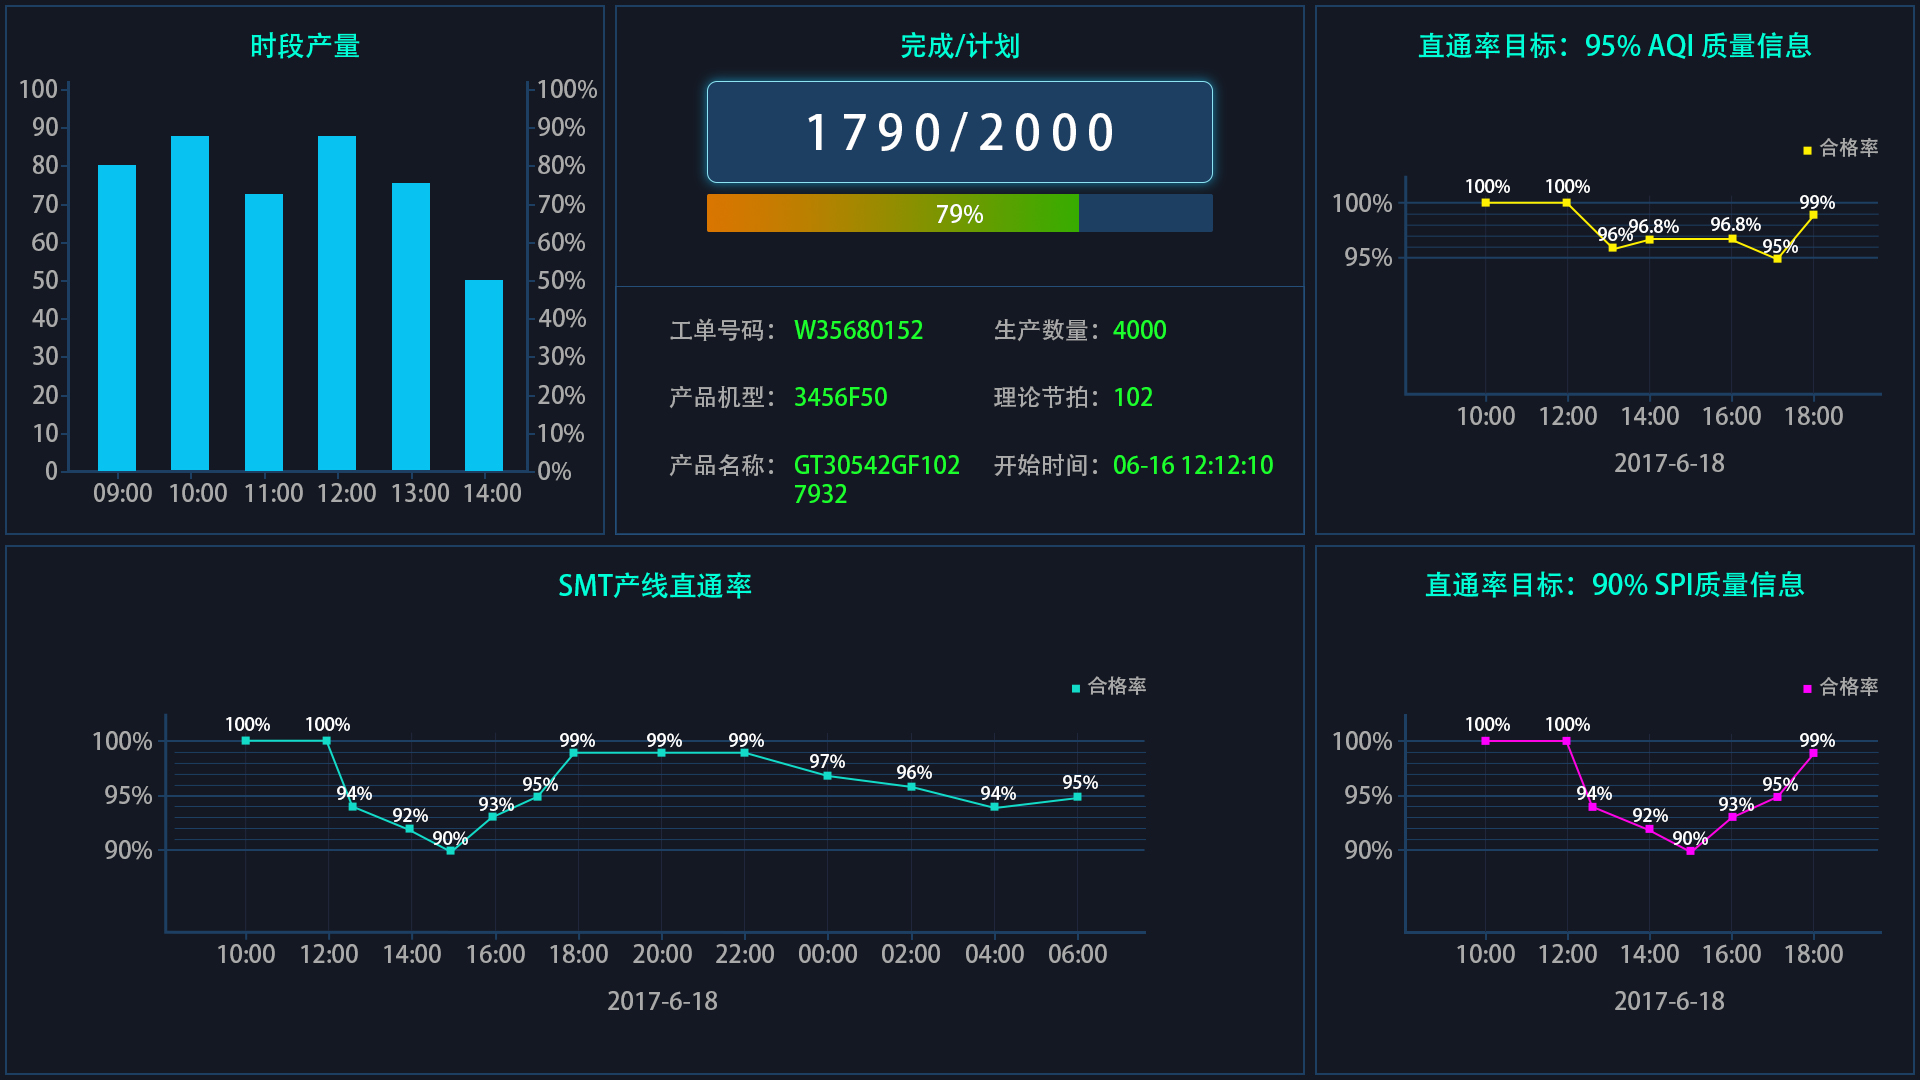 时段产量
100
90
80
70
60
50
40
30
20
10
0
100%
90%
80%
70%
60%
50%
40%
30%
20%
10%
0%
09:00 10:00 11:00 12:00 13:00 14:00
完成/计划
1790/2000
79%
工单号码： W35680152 生产数量： 4000
产品机型： 3456F50 理论节拍： 102
产品名称： GT30542GF102 开始时间： 06-16 12:12:10
7932
直通率目标：95% AQI 质量信息
合格率
100%
95%
100% 100% 96% 96.8% 96.8% 95% 99%
10:00 12:00 14:00 16:00 18:00
2017-6-18
SMT产线直通率
合格率
100%
95%
90%
100% 100% 94% 92% 90% 93% 95% 99% 99% 99% 97% 96% 94% 95%
10:00 12:00 14:00 16:00 18:00 20:00 22:00 00:00 02:00 04:00 06:00
2017-6-18
直通率目标：90% SPI质量信息
合格率
100%
95%
90%
100% 100% 94% 92% 90% 93% 95% 99%
10:00 12:00 14:00 16:00 18:00
2017-6-18